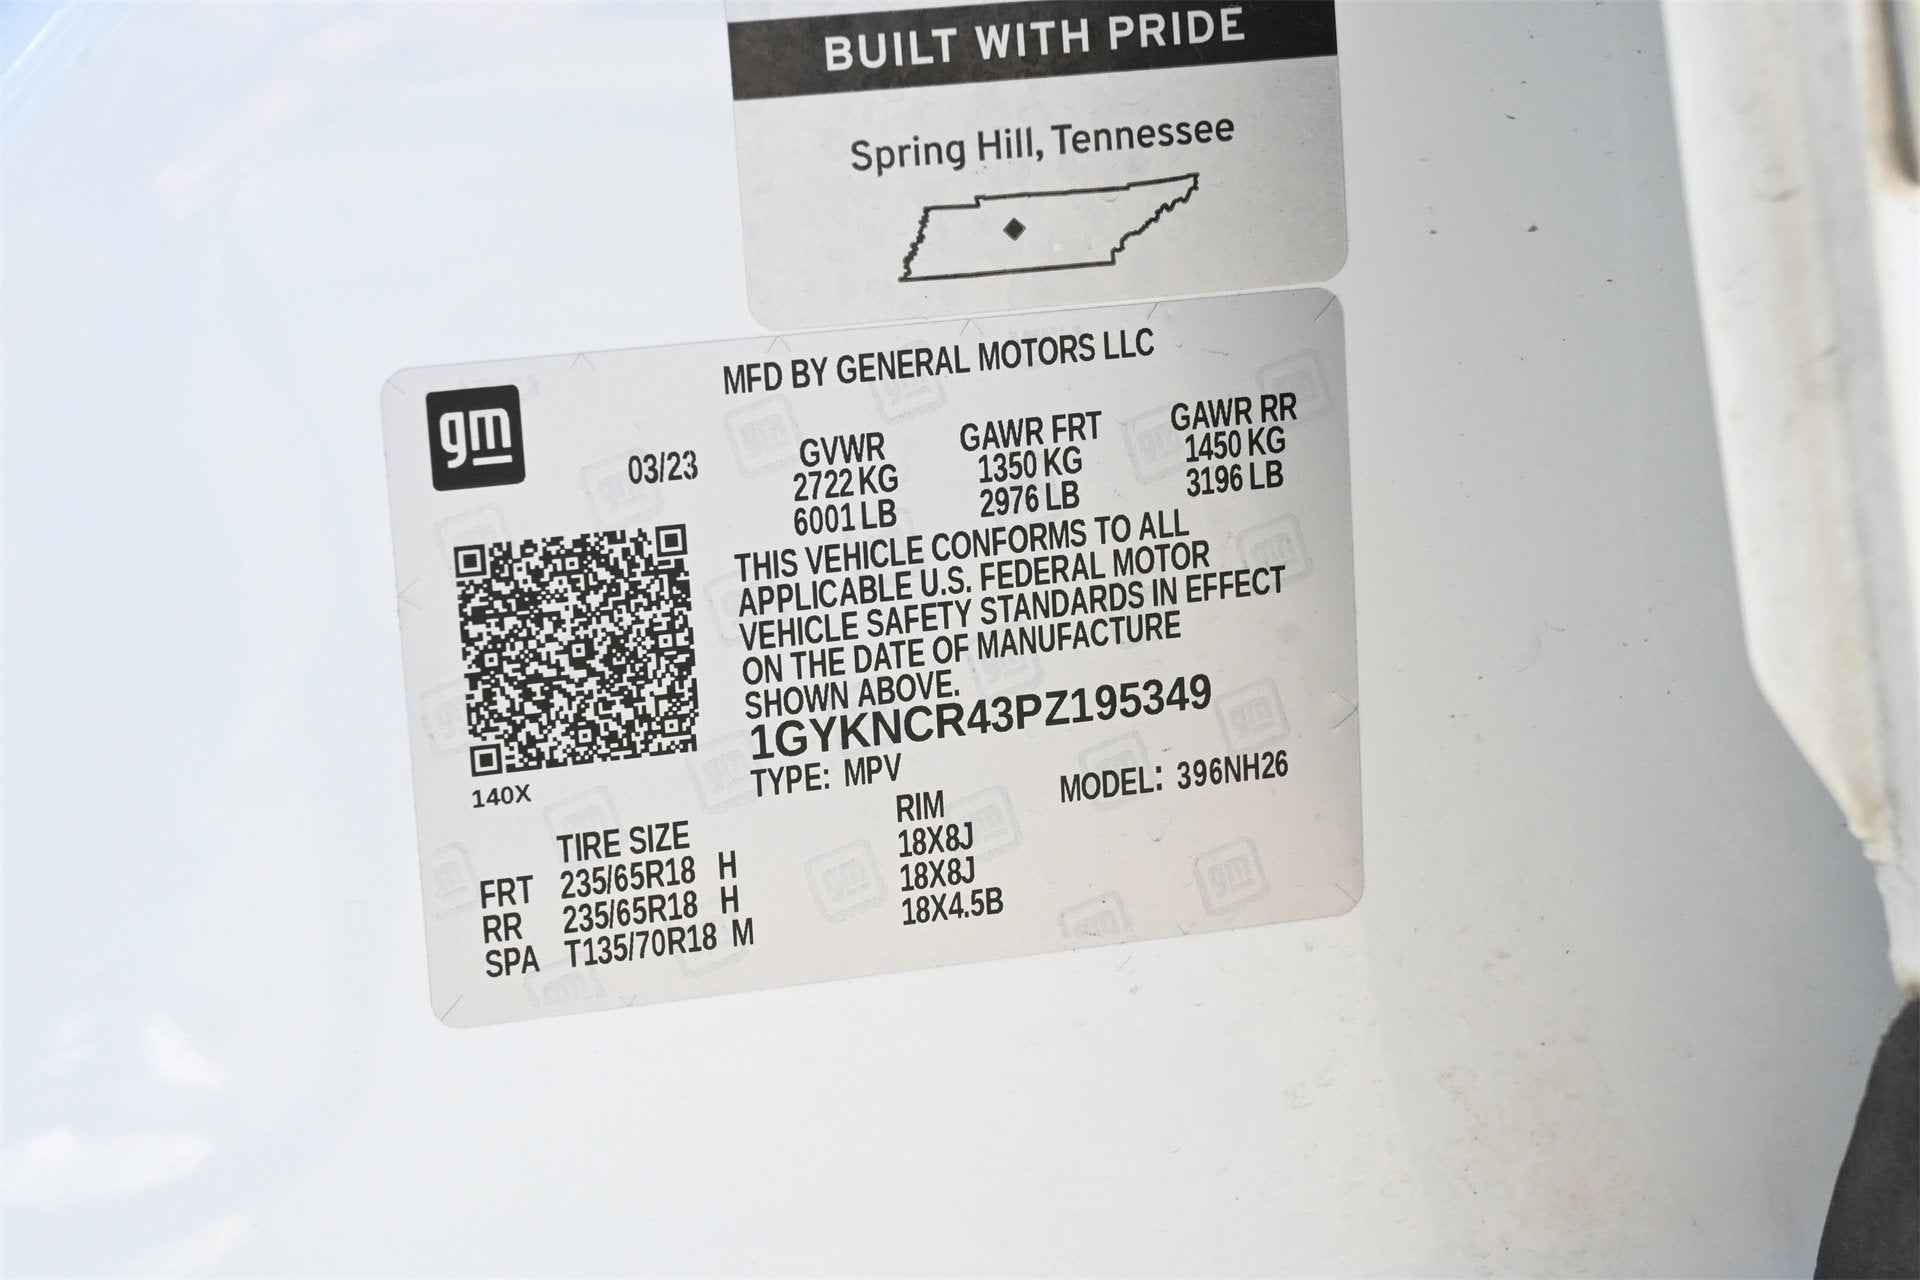 BUILT WITH PRIDE
Spring Hill, Tennessee
gm
MFD BY GENERAL MOTORS LLC
03/23
GVWR GAWR FRT GAWR RR
2722 KG 1350 KG 1450 KG
6001 LB 2976 LB 3196 LB
THIS VEHICLE CONFORMS TO ALL
APPLICABLE U.S. FEDERAL MOTOR
VEHICLE SAFETY STANDARDS IN EFFECT
ON THE DATE OF MANUFACTURE
SHOWN ABOVE.
1GYKNCR43PZ195349
TYPE: MPV MODEL: 396NH26
140X
TIRE SIZE RIM
FRT 235/65R18 H 18X8J
RR 235/65R18 H 18X8J
SPA T135/70R18 M 18X4.5B